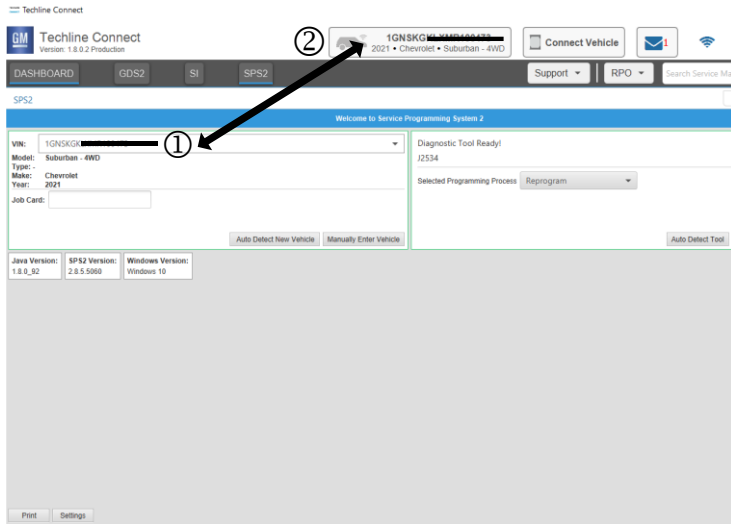 Techline Connect
GM
Techline Connect
Version: 1.8.0.2 Production
②
2021 • Chevrolet • Suburban - 4WD
Connect Vehicle
1
DASHBOARD
GDS2
SI
SPS2
Support
RPO
Search Service Ma
SPS2
Welcome to Service Programming System 2
VIN:
1GNSKGK
①
Model: Suburban - 4WD
Type: -
Make: Chevrolet
Year: 2021
Job Card:
Auto Detect New Vehicle
Manually Enter Vehicle
Diagnostic Tool Ready!
J2534
Selected Programming Process
Reprogram
Auto Detect Tool
Java Version:
1.8.0_92
SPS2 Version:
2.8.5.5060
Windows Version:
Windows 10
Print
Settings